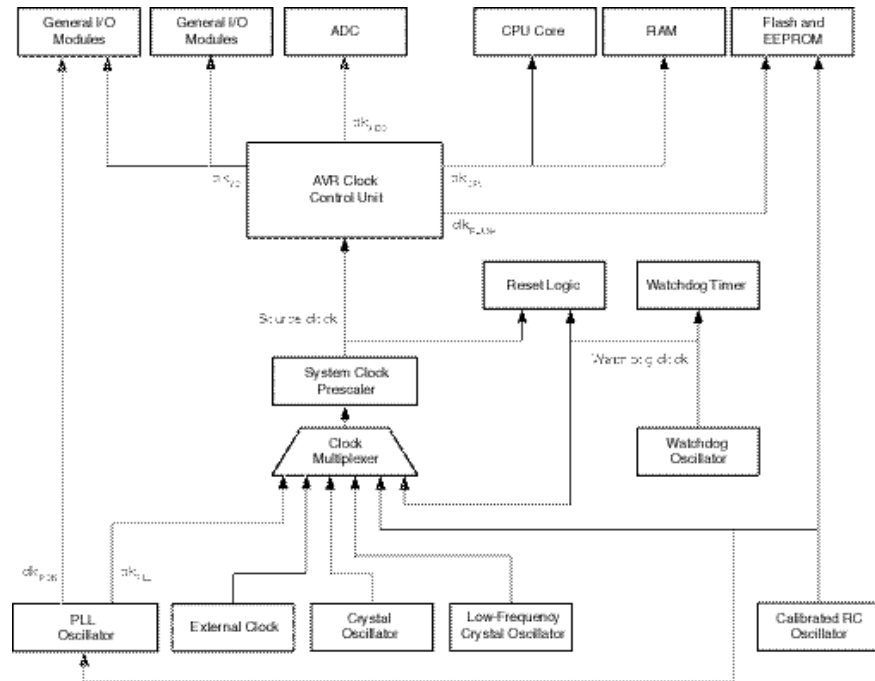 General I/O
Modules
General I/O
Modules
ADC
CPU Core
RAM
Flash and
EEPROM
AVR Clock
Control Unit
Reset Logic
Watchdog Timer
Source clock
Watchdog clock
System Clock
Prescaler
Clock
Multiplexer
Watchdog
Oscillator
PLL
Oscillator
External Clock
Crystal
Oscillator
Low-Frequency
Crystal Oscillator
Calibrated RC
Oscillator